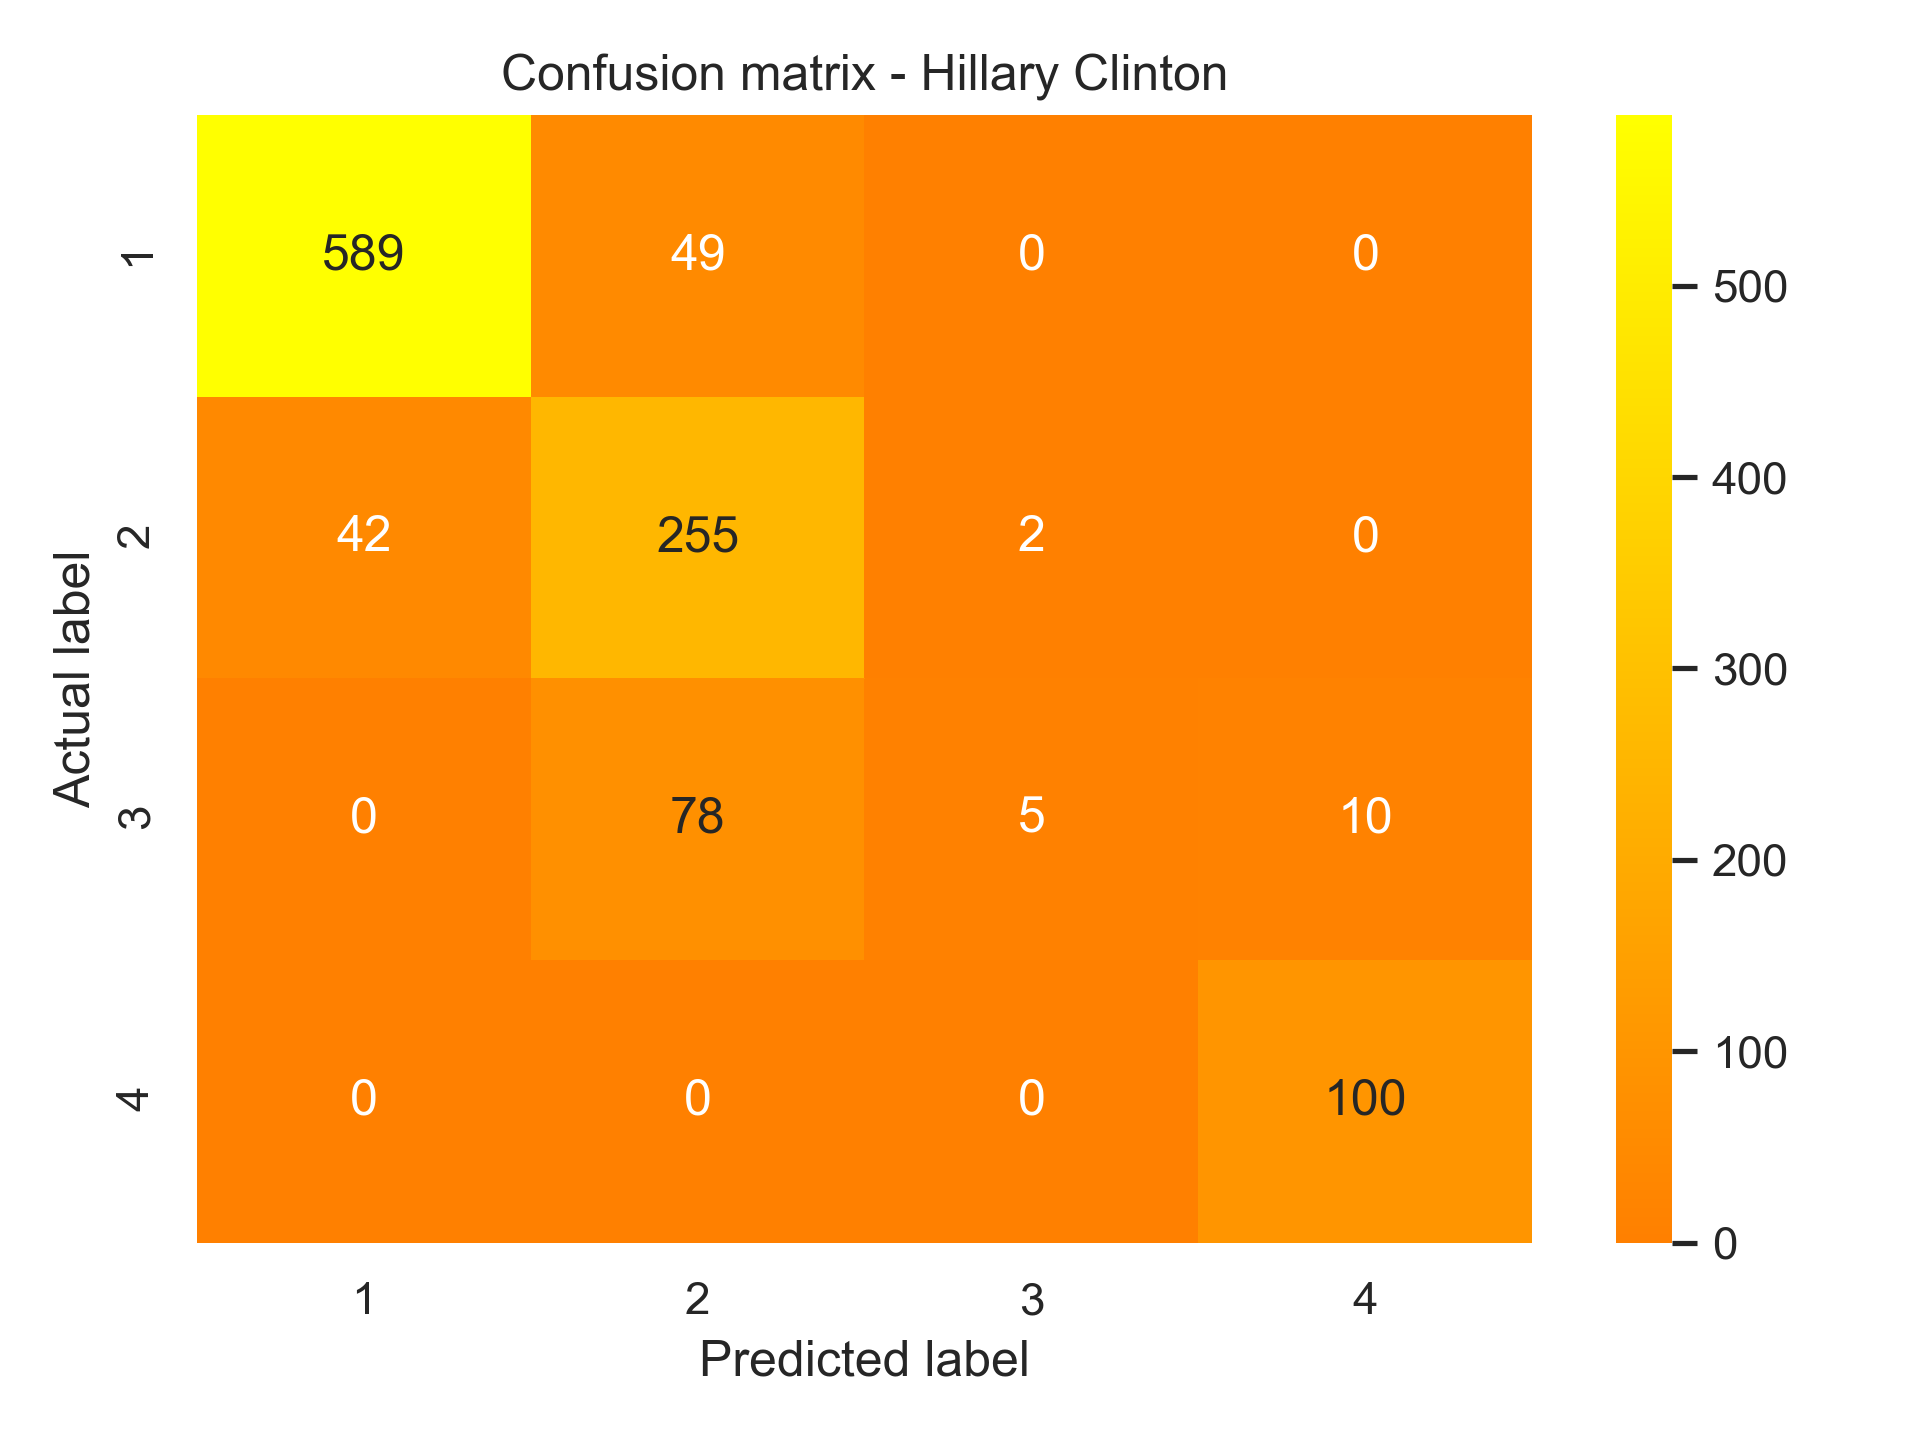 Confusion matrix - Hillary Clinton
Actual label
1 589 49 0 0
2 42 255 2 0
3 0 78 5 10
4 0 0 0 100
1 2 3 4
Predicted label
500
400
300
200
100
0